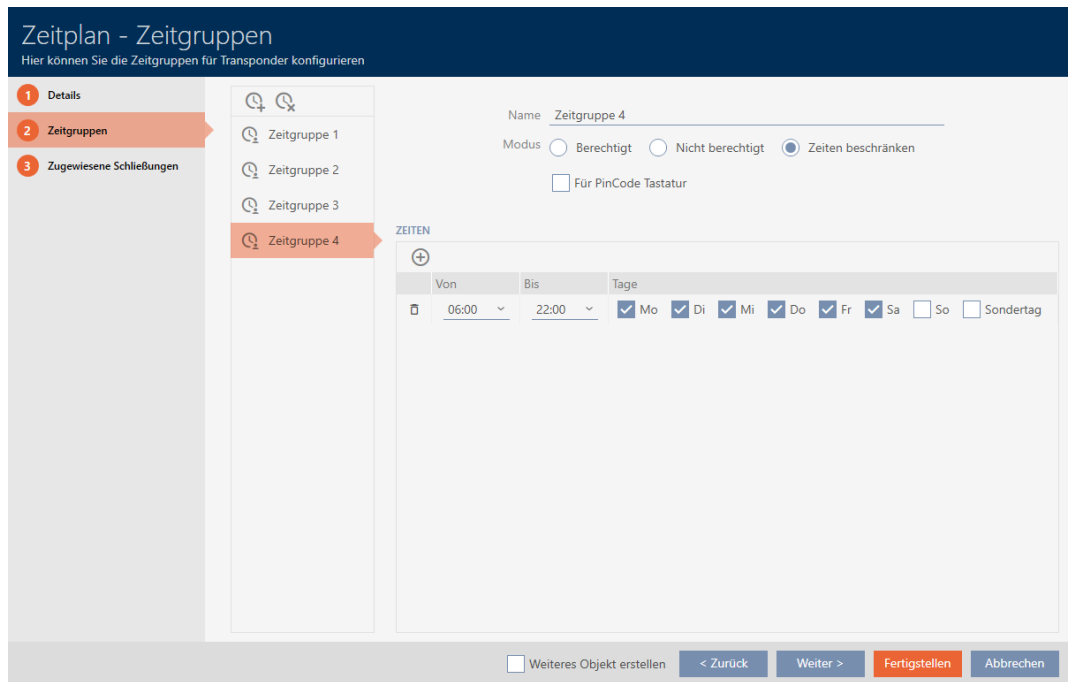 Zeitplan - Zeitgruppen
Hier können Sie die Zeitgruppen für Transponder konfigurieren
1 Details
2 Zeitgruppen
3 Zugewiesene Schließungen
Zeitgruppe 1
Zeitgruppe 2
Zeitgruppe 3
Zeitgruppe 4
Name Zeitgruppe 4
Modus Berechtigt Nicht berechtigt Zeiten beschränken
Für PinCode Tastatur
ZEITEN
Von Bis Tage
06:00 22:00 Mo Di Mi Do Fr Sa So Sondertag
Weiteres Objekt erstellen < Zurück Weiter > Fertigstellen Abbrechen